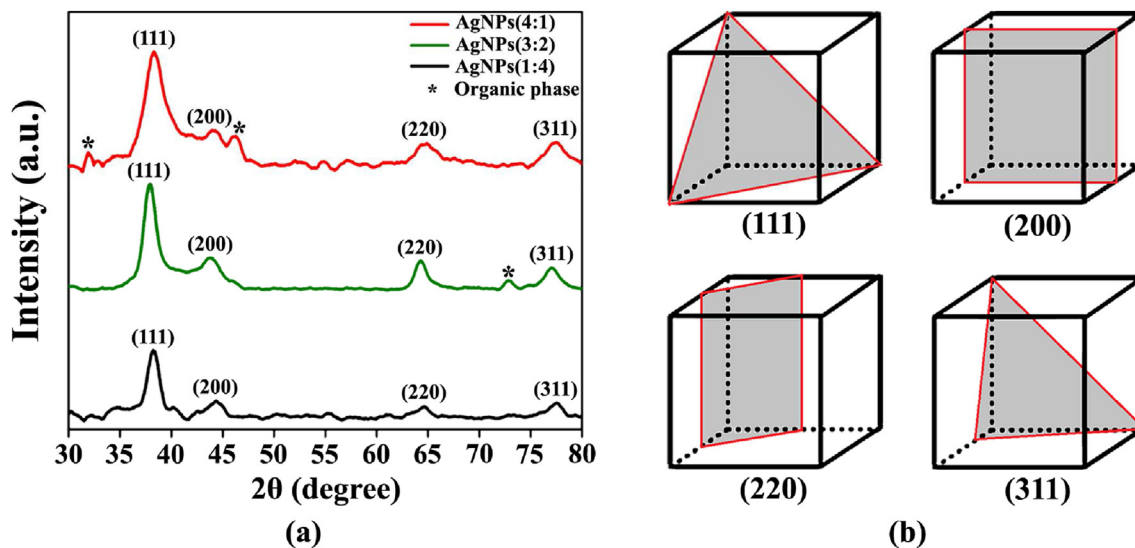 AgNPs(4:1)
AgNPs(3:2)
AgNPs(1:4)
* Organic phase
(111)
(200)
*
*
(220)
(311)
(111)
(200)
(220)
*
(311)
(111)
(200)
(220)
(311)
Intensity (a.u.)
30 35 40 45 50 55 60 65 70 75 80
2θ (degree)
(a)
(111)
(200)
(220)
(311)
(b)